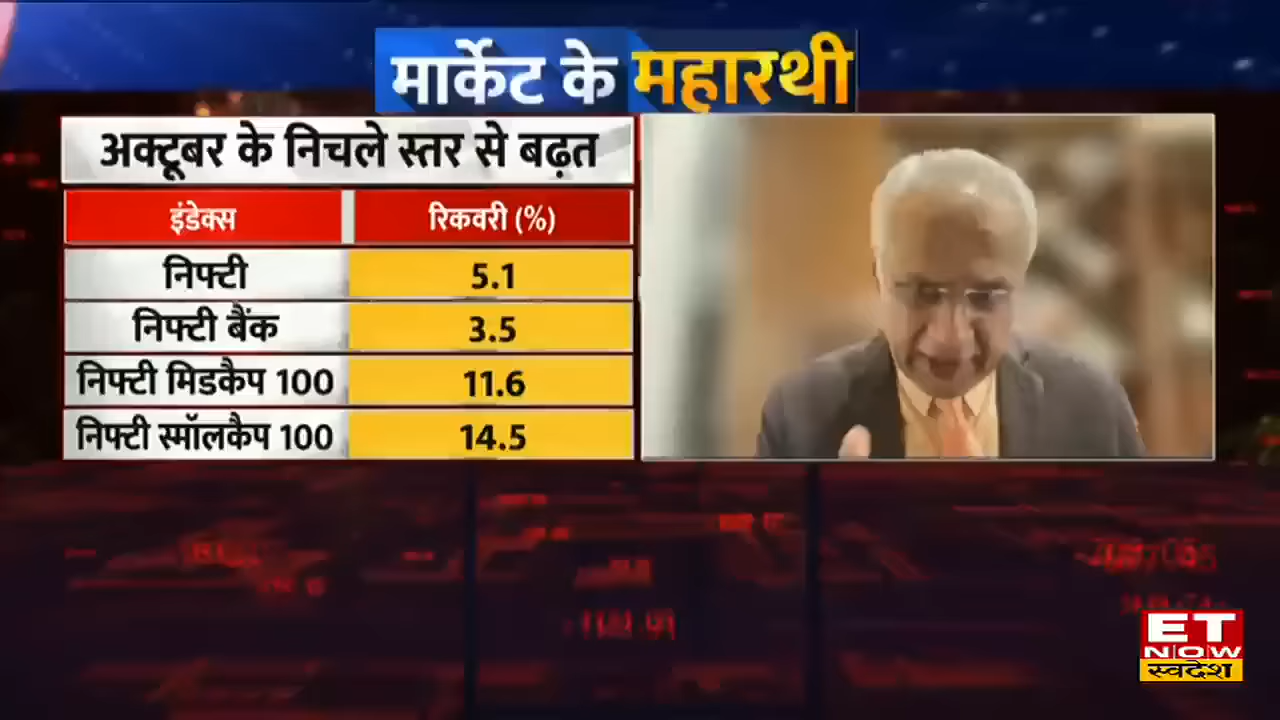 मार्केट के महारथी
अक्टूबर के निचले स्तर से बढ़त
इंडेक्स रिकवरी (%)
निफ्टी 5.1
निफ्टी बैंक 3.5
निफ्टी मिडकैप 100 11.6
निफ्टी स्मॉलकैप 100 14.5
ET
NOW
स्वदेश